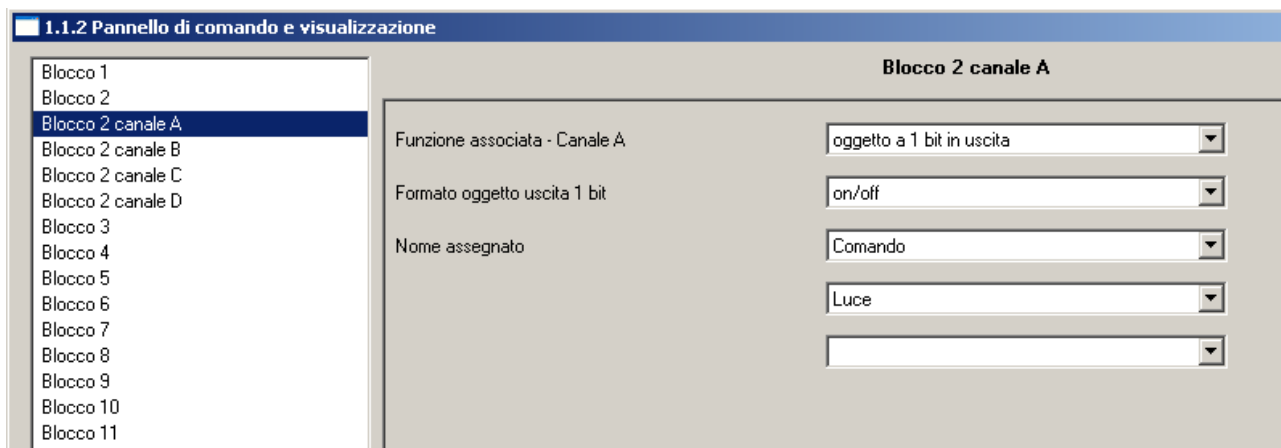 1.1.2 Pannello di comando e visualizzazione
Blocco 1
Blocco 2
Blocco 2 canale A
Blocco 2 canale B
Blocco 2 canale C
Blocco 2 canale D
Blocco 3
Blocco 4
Blocco 5
Blocco 6
Blocco 7
Blocco 8
Blocco 9
Blocco 10
Blocco 11
Blocco 2 canale A
Funzione associata - Canale A oggetto a 1 bit in uscita
Formato oggetto uscita 1 bit on/off
Nome assegnato Comando
Luce